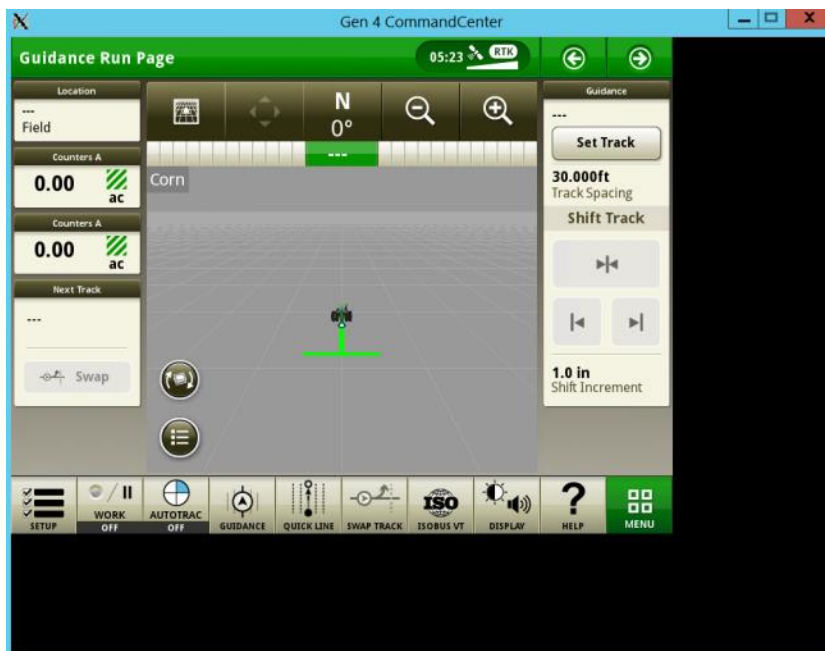 Gen 4 CommandCenter
X
Guidance Run Page
05:23
RTK
Location
---
Field
Counters A
0.00
ac
Counters A
0.00
ac
Next Track
---
Swap
N
0°
---
Corn
Guidance
---
Set Track
30.000ft
Track Spacing
Shift Track
1.0 in
Shift Increment
SETUP
WORK
OFF
AUTOTRAC
OFF
GUIDANCE
QUICK LINE
SWAP TRACK
ISO
ISOBUS VT
DISPLAY
?
HELP
MENU